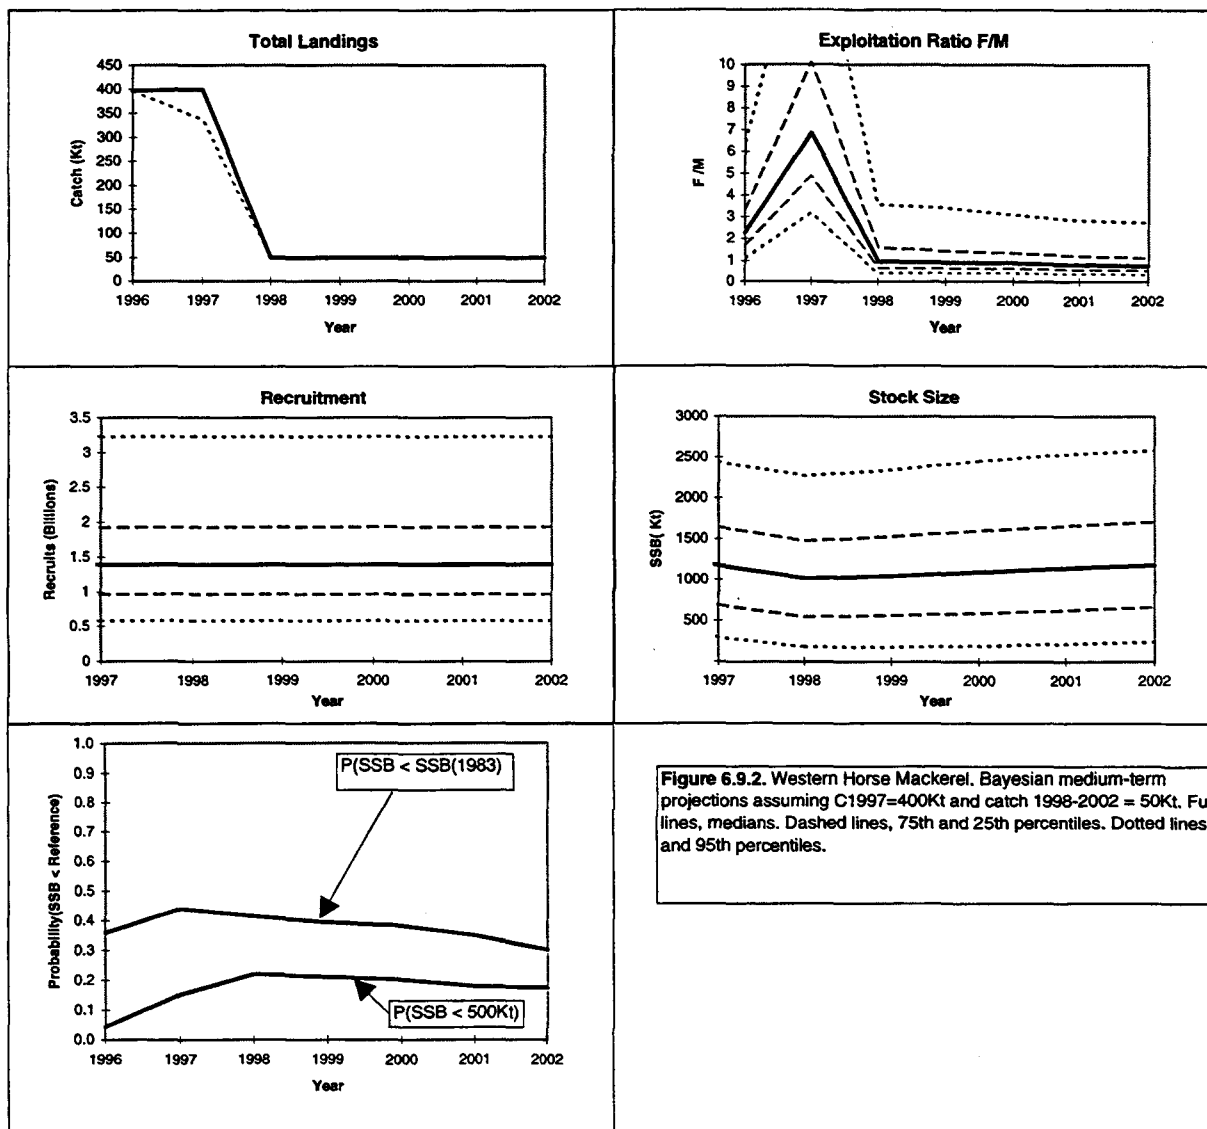 Total Landings
450
400
350
300
250
200
150
100
50
0
Catch (Kt)
1996 1997 1998 1999 2000 2001 2002
Year
Exploitation Ratio F/M
10
9
8
7
6
5
4
3
2
1
0
F /M
1996 1997 1998 1999 2000 2001 2002
Year
Recruitment
3.5
3
2.5
2
1.5
1
0.5
0
Recruits (Billions)
1997 1998 1999 2000 2001 2002
Year
Stock Size
3000
2500
2000
1500
1000
500
SSB( Kt)
1997 1998 1999 2000 2001 2002
Year
1.0
0.9
0.8
0.7
0.6
0.5
0.4
0.3
0.2
0.1
0.0
Probability(SSB < Reference)
P(SSB < SSB(1983)
P(SSB < 500Kt)
1996 1997 1998 1999 2000 2001 2002
Year
Figure 6.9.2. Western Horse Mackerel. Bayesian medium-term
projections assuming C1997=400Kt and catch 1998-2002 = 50Kt. Fu
lines, medians. Dashed lines, 75th and 25th percentiles. Dotted lines
and 95th percentiles.